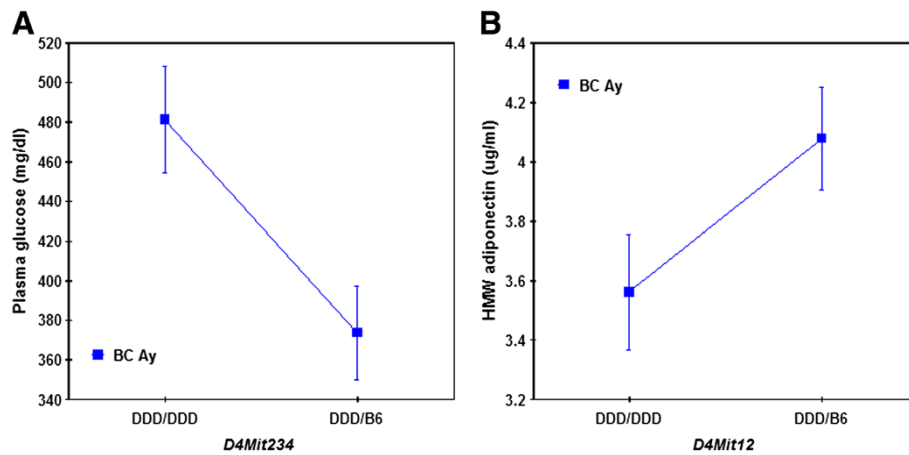 A
Plasma glucose (mg/dl)
520
500
480
460
440
420
400
380
360
340
BC Ay
DDD/DDD DDD/B6
D4Mit234
B
HMW adiponectin (ug/ml)
4.4
4.2
4
3.8
3.6
3.4
3.2
BC Ay
DDD/DDD DDD/B6
D4Mit12